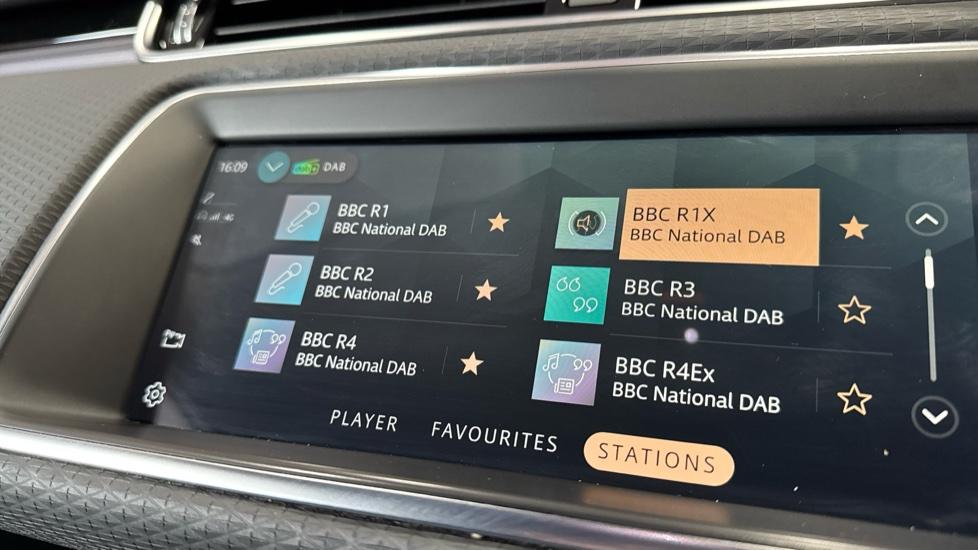 16:09
DAB
4G
BBC R1
BBC National DAB
BBC R1X
BBC National DAB
BBC R2
BBC National DAB
BBC R3
BBC National DAB
BBC R4
BBC National DAB
BBC R4Ex
BBC National DAB
PLAYER FAVOURITES STATIONS